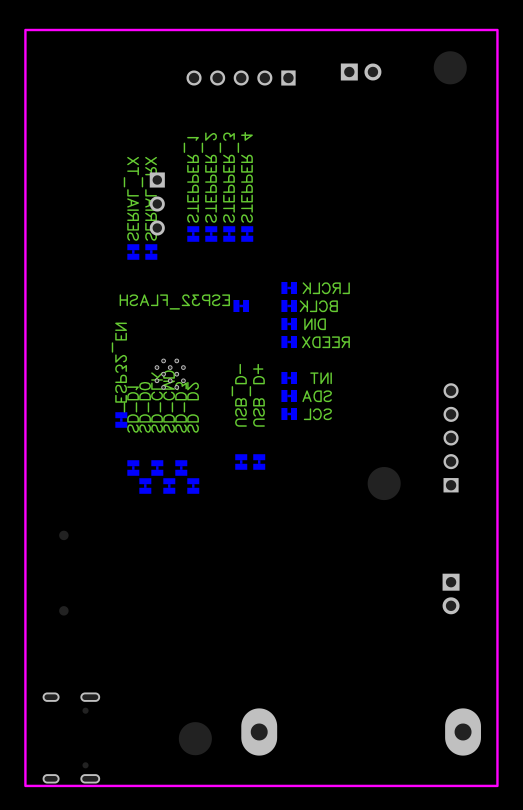 SERIAL_TX
SERIAL_RX
STEPPER_1
STEPPER_2
STEPPER_3
STEPPER_4
LRCLK
BCLK
DIN
REEDX
ESP32_FLASH
ESP32_EN
INT
SDA
SCL
SD_D1
SD_D0
SD_CLK
SD_CMD
SD_D3
SD_D2
USB_D-
USB_D+